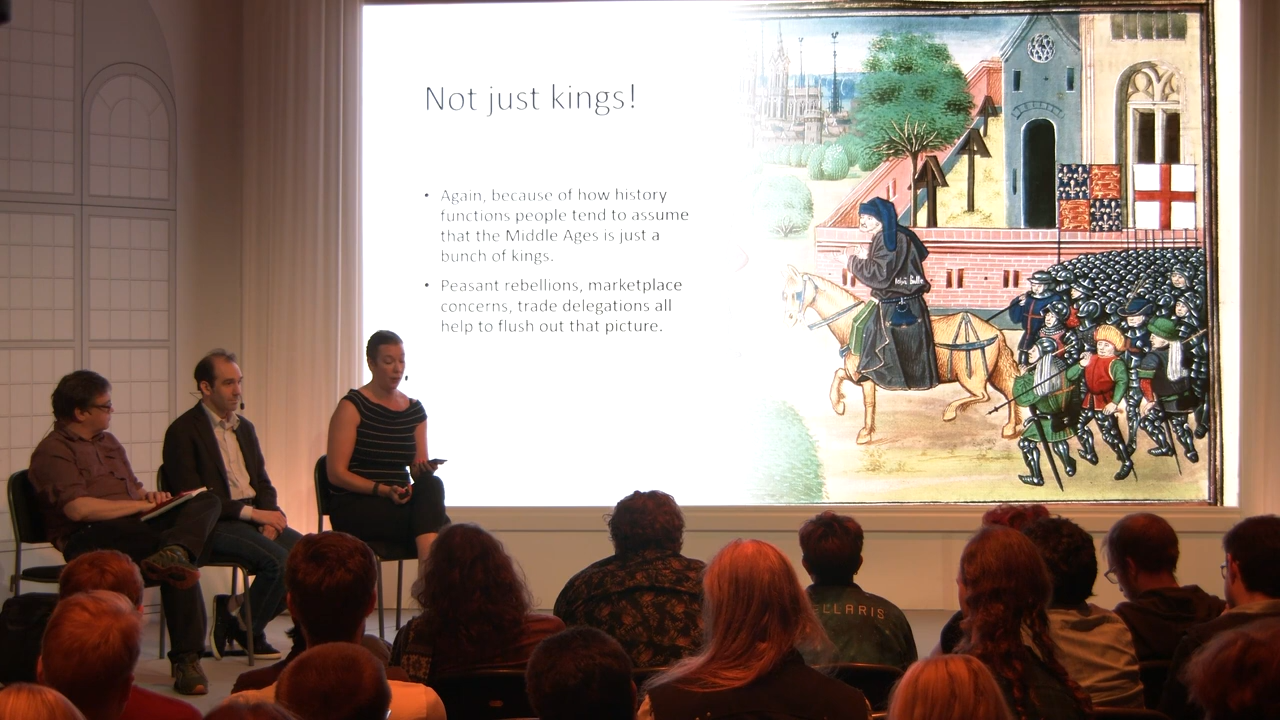 Not just kings!
• Again, because of how history
functions people tend to assume
that the Middle Ages is just a
bunch of kings.
• Peasant rebellions, marketplace
concerns, trade delegations all
help to flush out that picture.
ELLARIS